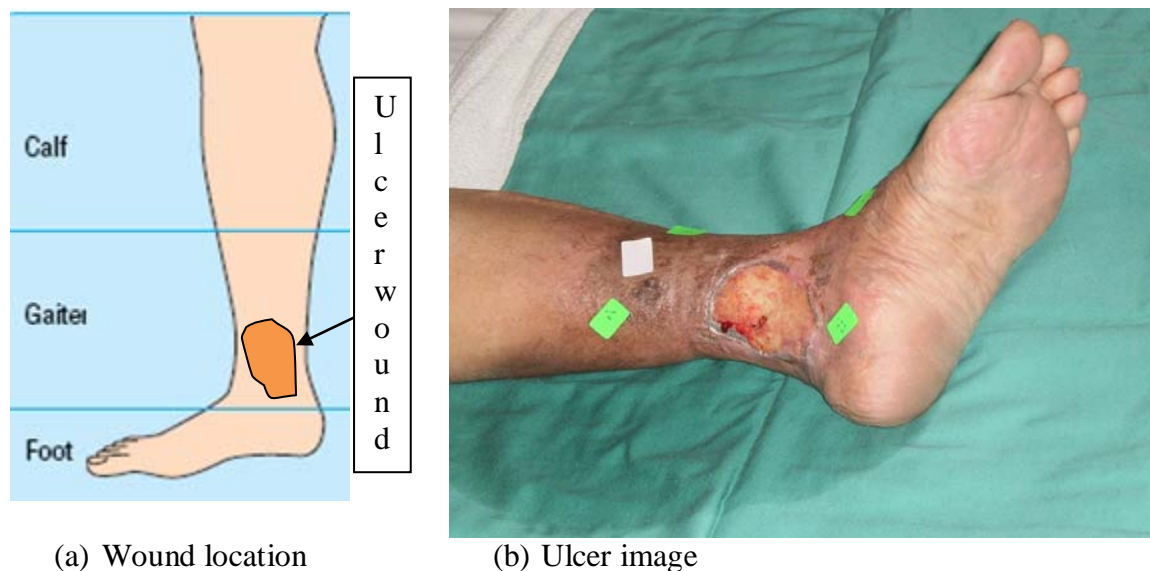 Calf
Gaiter
Foot
U
l
c
e
r
w
o
u
n
d
(a) Wound location
(b) Ulcer image